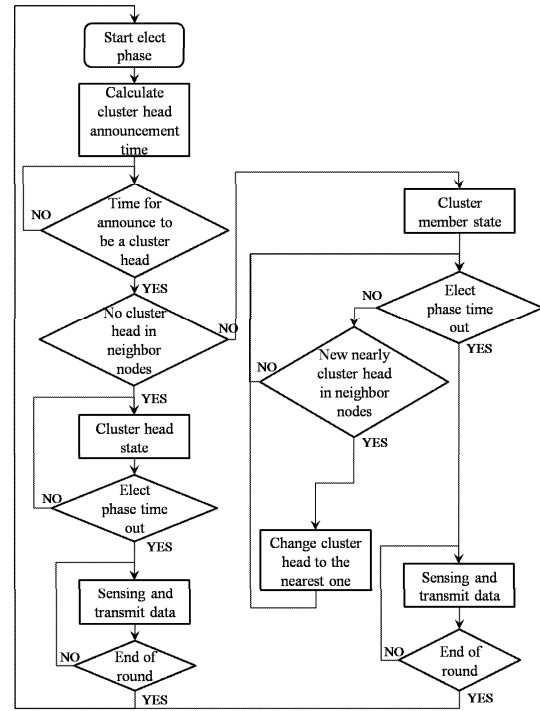 Start elect
phase
Calculate
cluster head
announcement
time
NO
Time for
announce to
be a cluster
head
YES
No cluster
head in
neighbor
nodes
NO
YES
Cluster head
state
NO
Elect
phase time
out
YES
Sensing and
transmit data
NO
End of
round
YES
Cluster
member state
NO
Elect
phase time
out
YES
New nearly
cluster head
in neighbor
nodes
NO
YES
Change cluster
head to the
nearest one
Sensing and
transmit data
NO
End of
round
YES